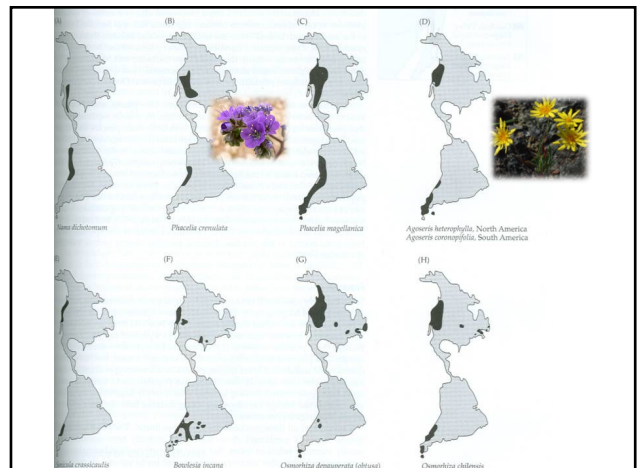 (B)
(C)
(D)
dichotomum
Phacelia crenulata
Phacelia magellanica
Agoseris heterophylla, North America
Agoseris coronopifolia, South America
(F)
(G)
(H)
crassicaulis
Bowlesia incana
Osmorhiza depauperata (obtusa)
Osmorhiza chilensis